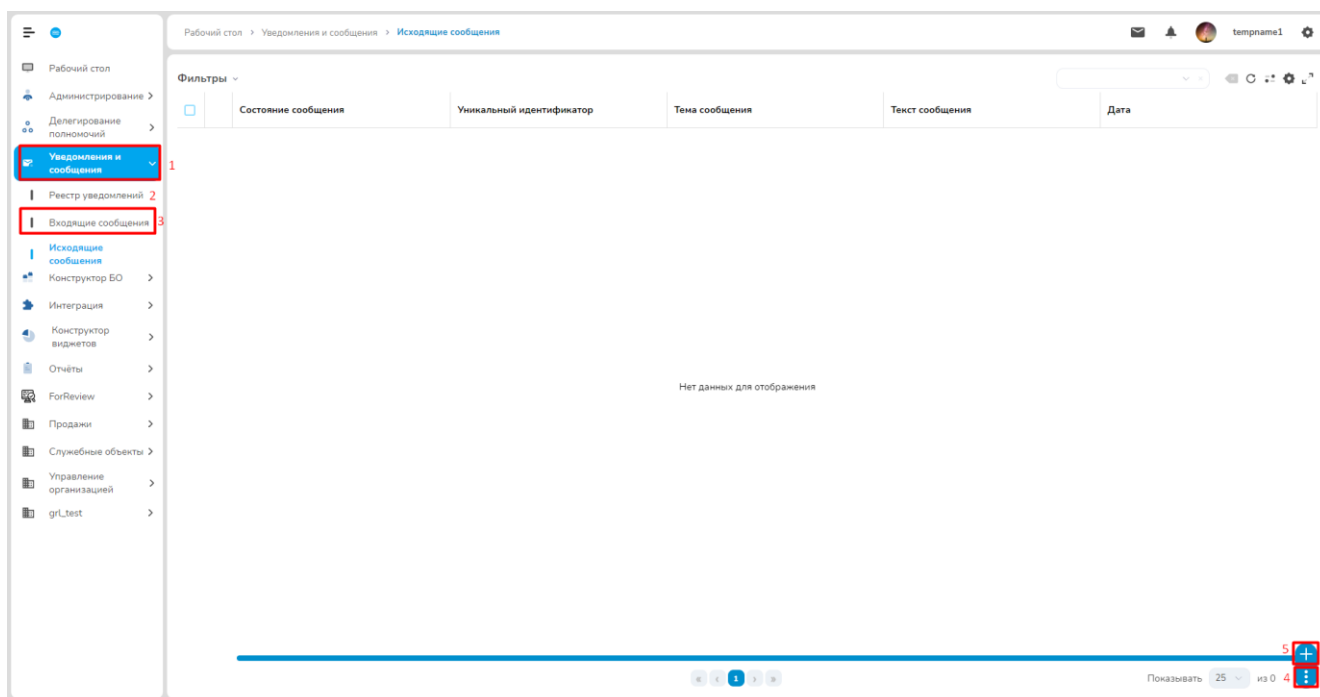 Рабочий стол > Уведомления и сообщения > Исходящие сообщения
tempname1
Рабочий стол
Администрирование
Делегирование
полномочий
Уведомления и
сообщения
1
Реестр уведомлений 2
Входящие сообщения 3
Исходящие
сообщения
Конструктор БО
Интеграция
Конструктор
виджетов
Отчёты
ForReview
Продажи
Служебные объекты
Управление
организацией
grl_test
Фильтры
Состояние сообщения
Уникальный идентификатор
Тема сообщения
Текст сообщения
Дата
Нет данных для отображения
5 +
« ‹ 1 › »
Показывать 25 из 0 4